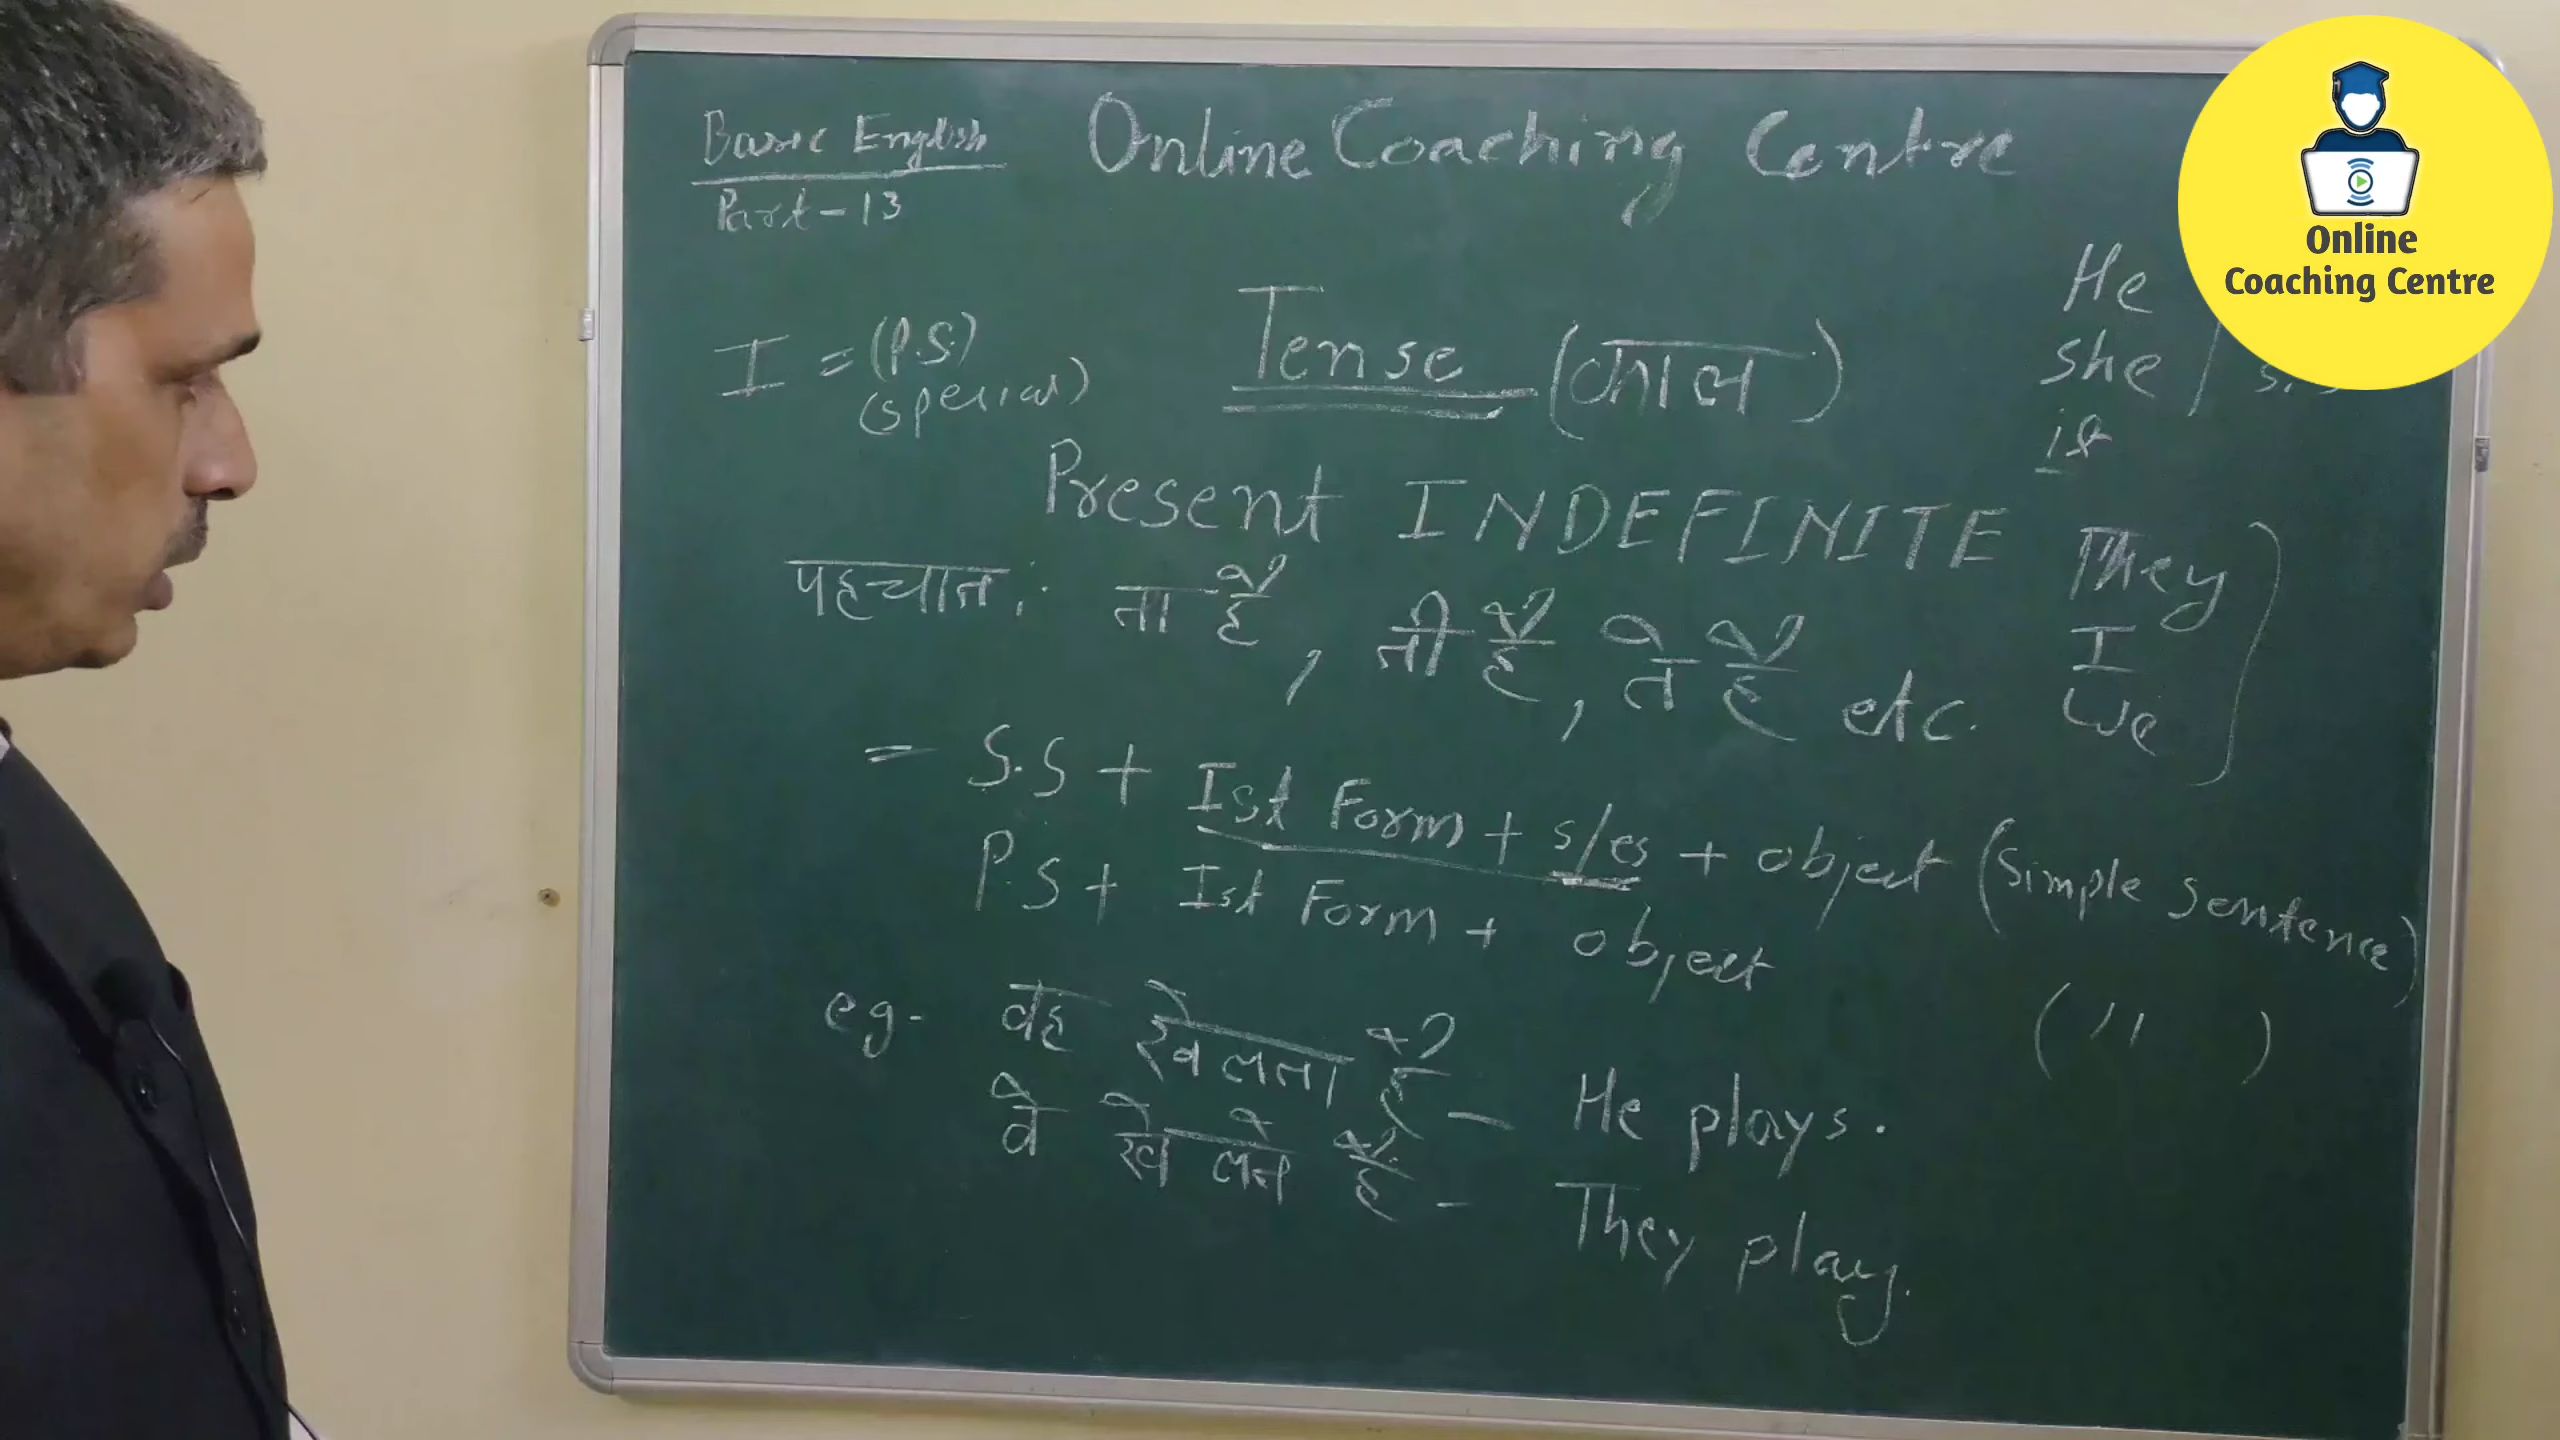 Basic English
Part - 13
Online Coaching Centre
Online
Coaching Centre
I = (P.S.)
(special)
Tense (काल)
He
she
it
Present INDEFINITE
They
I
We
पहचान :- ता है, ती है, ते है etc.
= S.S + Ist Form + s/es + object (Simple Sentence)
P.S + Ist Form + object ( " )
eg- वह खेलता है — He plays.
वे खेलते हैं - They play.